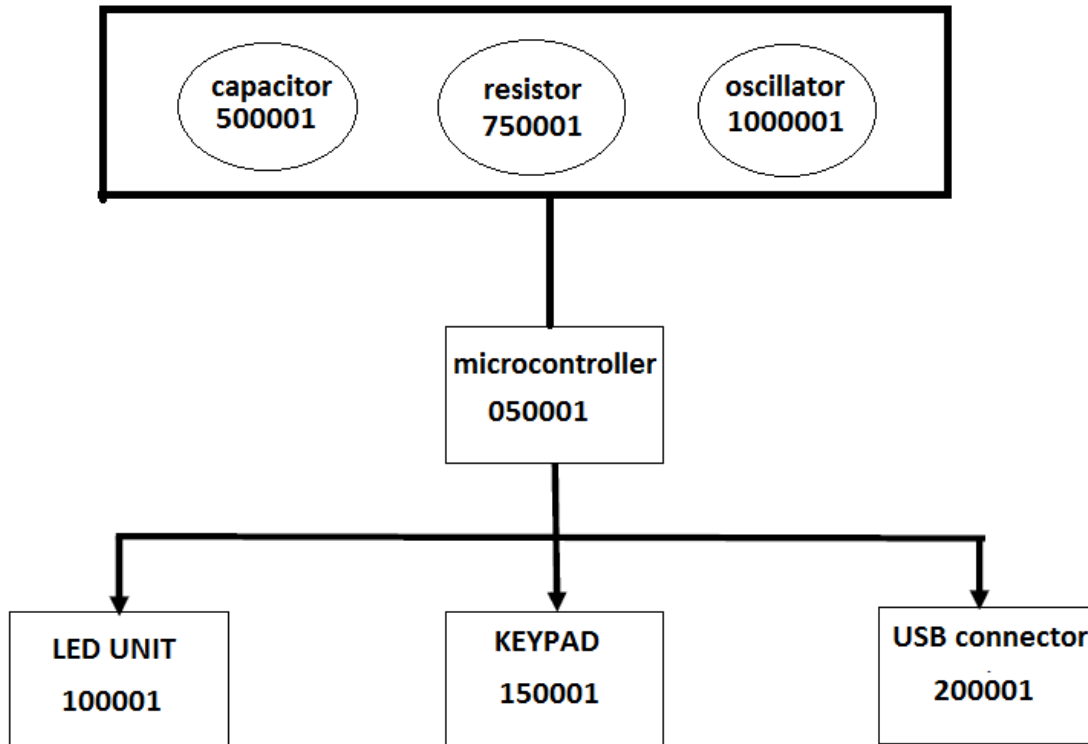 capacitor
500001
resistor
750001
oscillator
1000001
microcontroller
050001
LED UNIT
100001
KEYPAD
150001
USB connector
200001